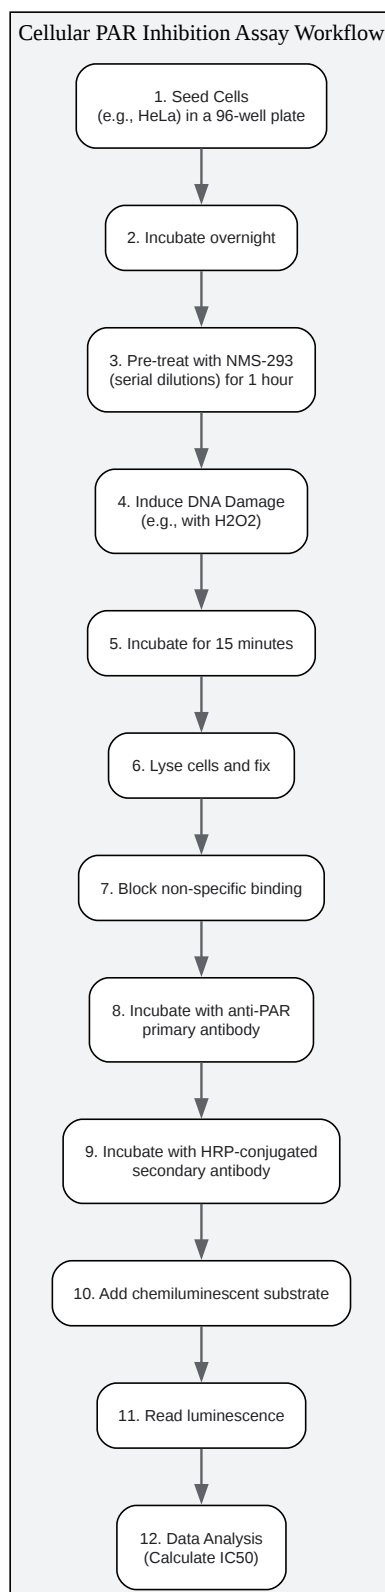 Cellular PAR Inhibition Assay Workflow
1. Seed Cells
(e.g., HeLa) in a 96-well plate
2. Incubate overnight
3. Pre-treat with NMS-293
(serial dilutions) for 1 hour
4. Induce DNA Damage
(e.g., with H2O2)
5. Incubate for 15 minutes
6. Lyse cells and fix
7. Block non-specific binding
8. Incubate with anti-PAR
primary antibody
9. Incubate with HRP-conjugated
secondary antibody
10. Add chemiluminescent substrate
11. Read luminescence
12. Data Analysis
(Calculate IC50)